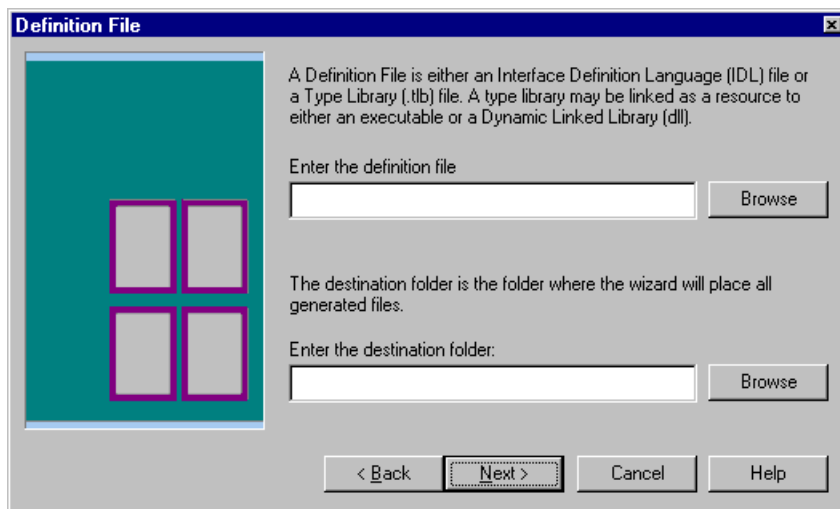 Definition File
A Definition File is either an Interface Definition Language (IDL) file or
a Type Library (.tlb) file. A type library may be linked as a resource to
either an executable or a Dynamic Linked Library (dll).
Enter the definition file
Browse
The destination folder is the folder where the wizard will place all
generated files.
Enter the destination folder:
Browse
< Back Next > Cancel Help